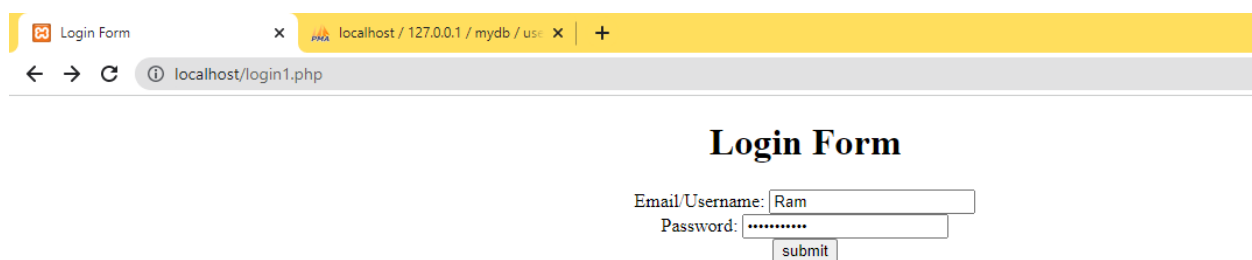 Login Form
localhost / 127.0.0.1 / mydb / use
localhost/login1.php
Login Form
Email/Username: Ram
Password: •••••••••••
submit